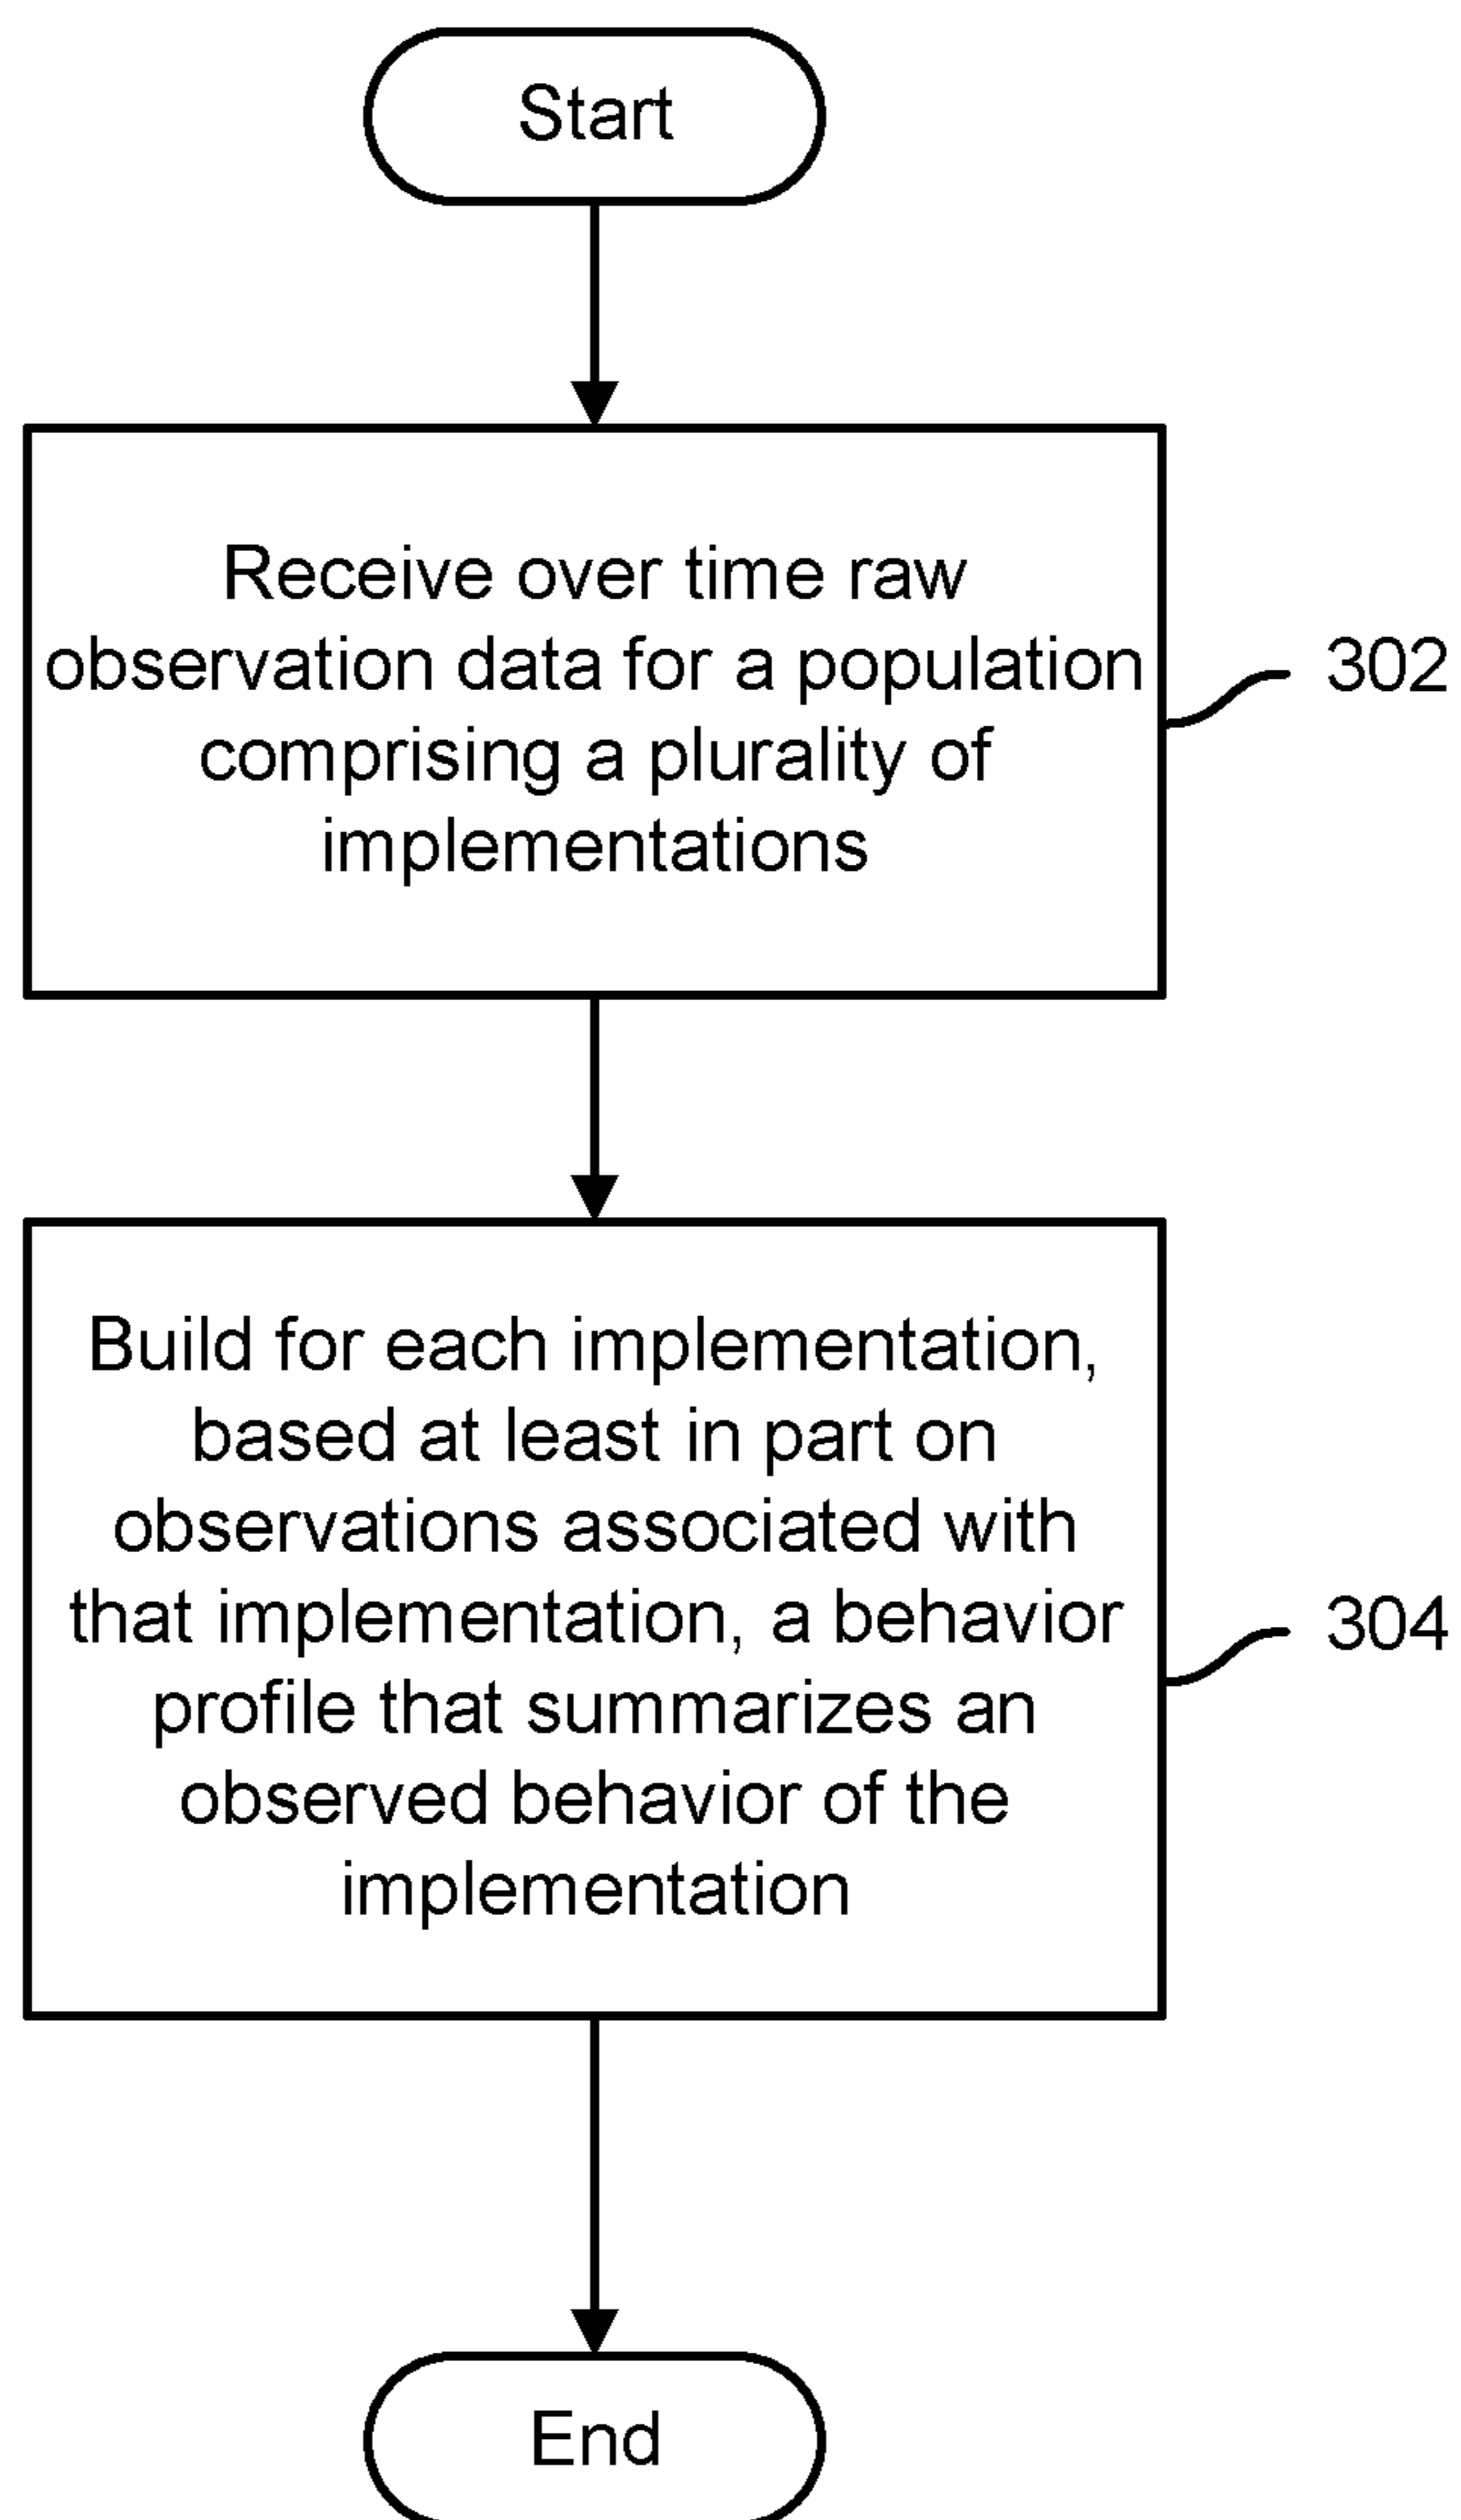 Start
Receive over time raw
observation data for a population
comprising a plurality of
implementations
302
Build for each implementation,
based at least in part on
observations associated with
that implementation, a behavior
profile that summarizes an
observed behavior of the
implementation
304
End